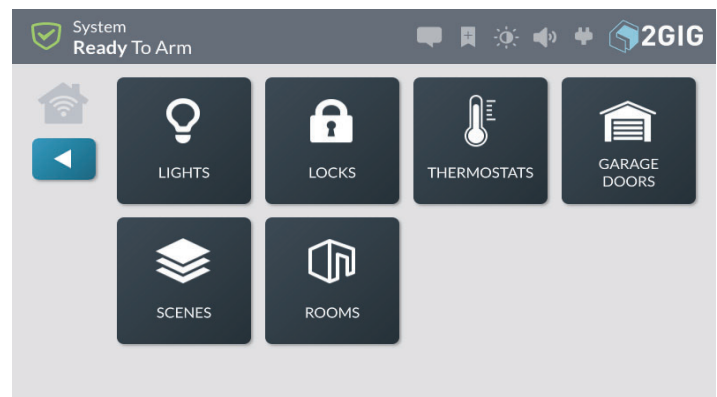 System
Ready To Arm
2GIG
LIGHTS
LOCKS
THERMOSTATS
GARAGE
DOORS
SCENES
ROOMS